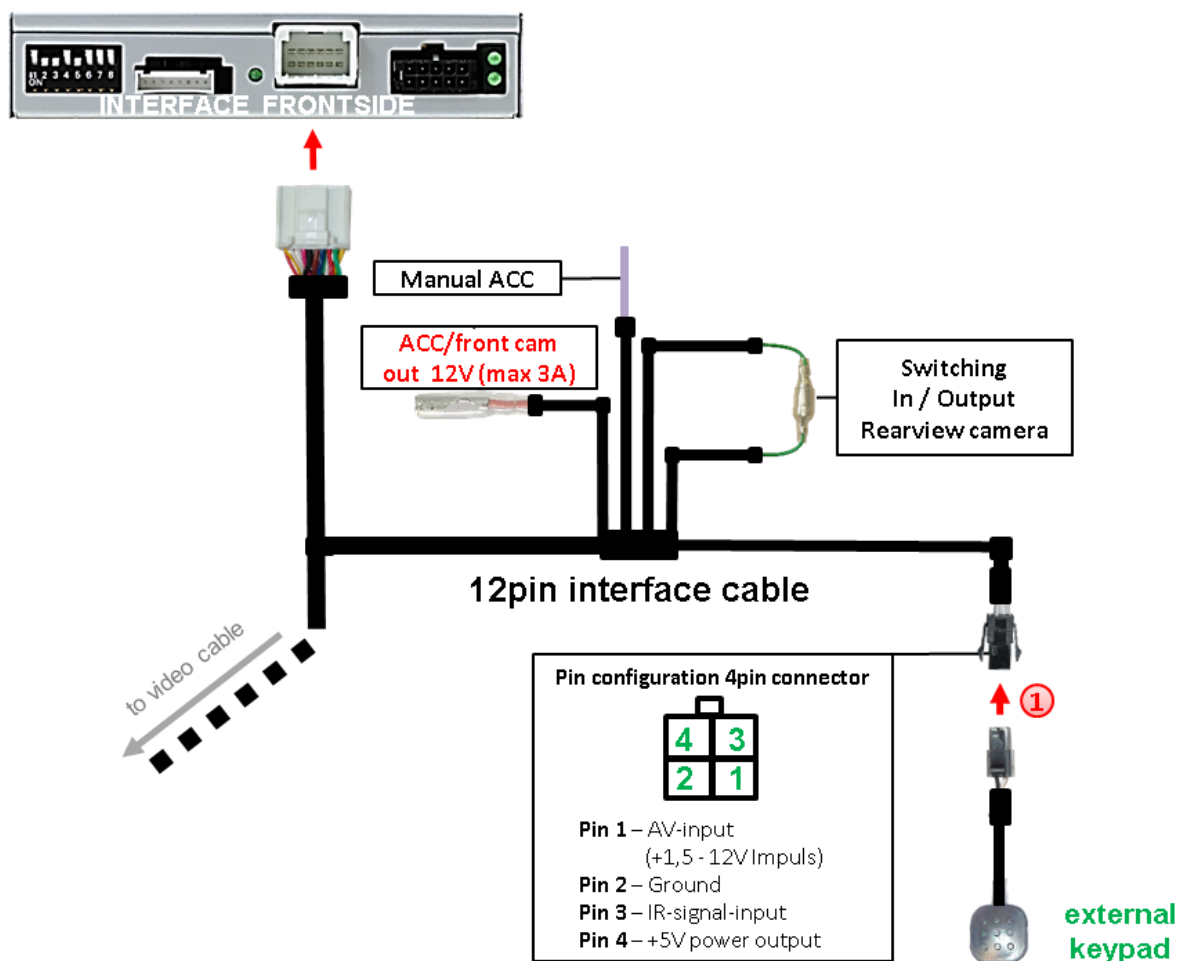 1 2 3 4 5 6 7 8
ON
INTERFACE FRONTSIDE
Manual ACC
ACC/front cam
out 12V (max 3A)
Switching
In / Output
Rearview camera
12pin interface cable
to video cable
Pin configuration 4pin connector
4 3
2 1
Pin 1 – AV-input
(+1,5 - 12V Impuls)
Pin 2 – Ground
Pin 3 – IR-signal-input
Pin 4 – +5V power output
1
external
keypad